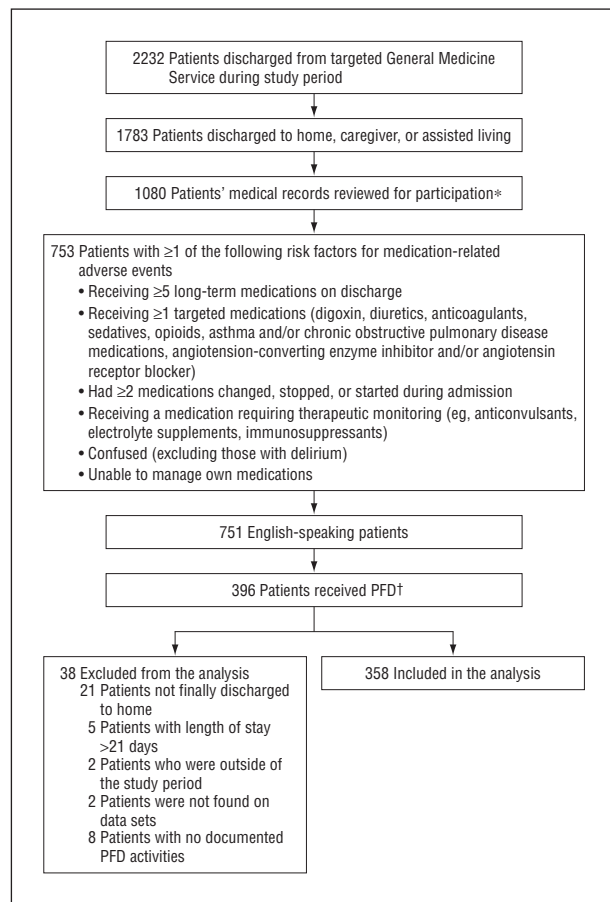 2232 Patients discharged from targeted General Medicine
Service during study period
1783 Patients discharged to home, caregiver, or assisted living
1080 Patients' medical records reviewed for participation*
753 Patients with ≥1 of the following risk factors for medication-related
adverse events
• Receiving ≥5 long-term medications on discharge
• Receiving ≥1 targeted medications (digoxin, diuretics, anticoagulants,
sedatives, opioids, asthma and/or chronic obstructive pulmonary disease
medications, angiotension-converting enzyme inhibitor and/or angiotensin
receptor blocker)
• Had ≥2 medications changed, stopped, or started during admission
• Receiving a medication requiring therapeutic monitoring (eg, anticonvulsants,
electrolyte supplements, immunosuppressants)
• Confused (excluding those with delirium)
• Unable to manage own medications
751 English-speaking patients
396 Patients received PFD†
38 Excluded from the analysis
21 Patients not finally discharged
to home
5 Patients with length of stay
>21 days
2 Patients who were outside of
the study period
2 Patients were not found on
data sets
8 Patients with no documented
PFD activities
358 Included in the analysis